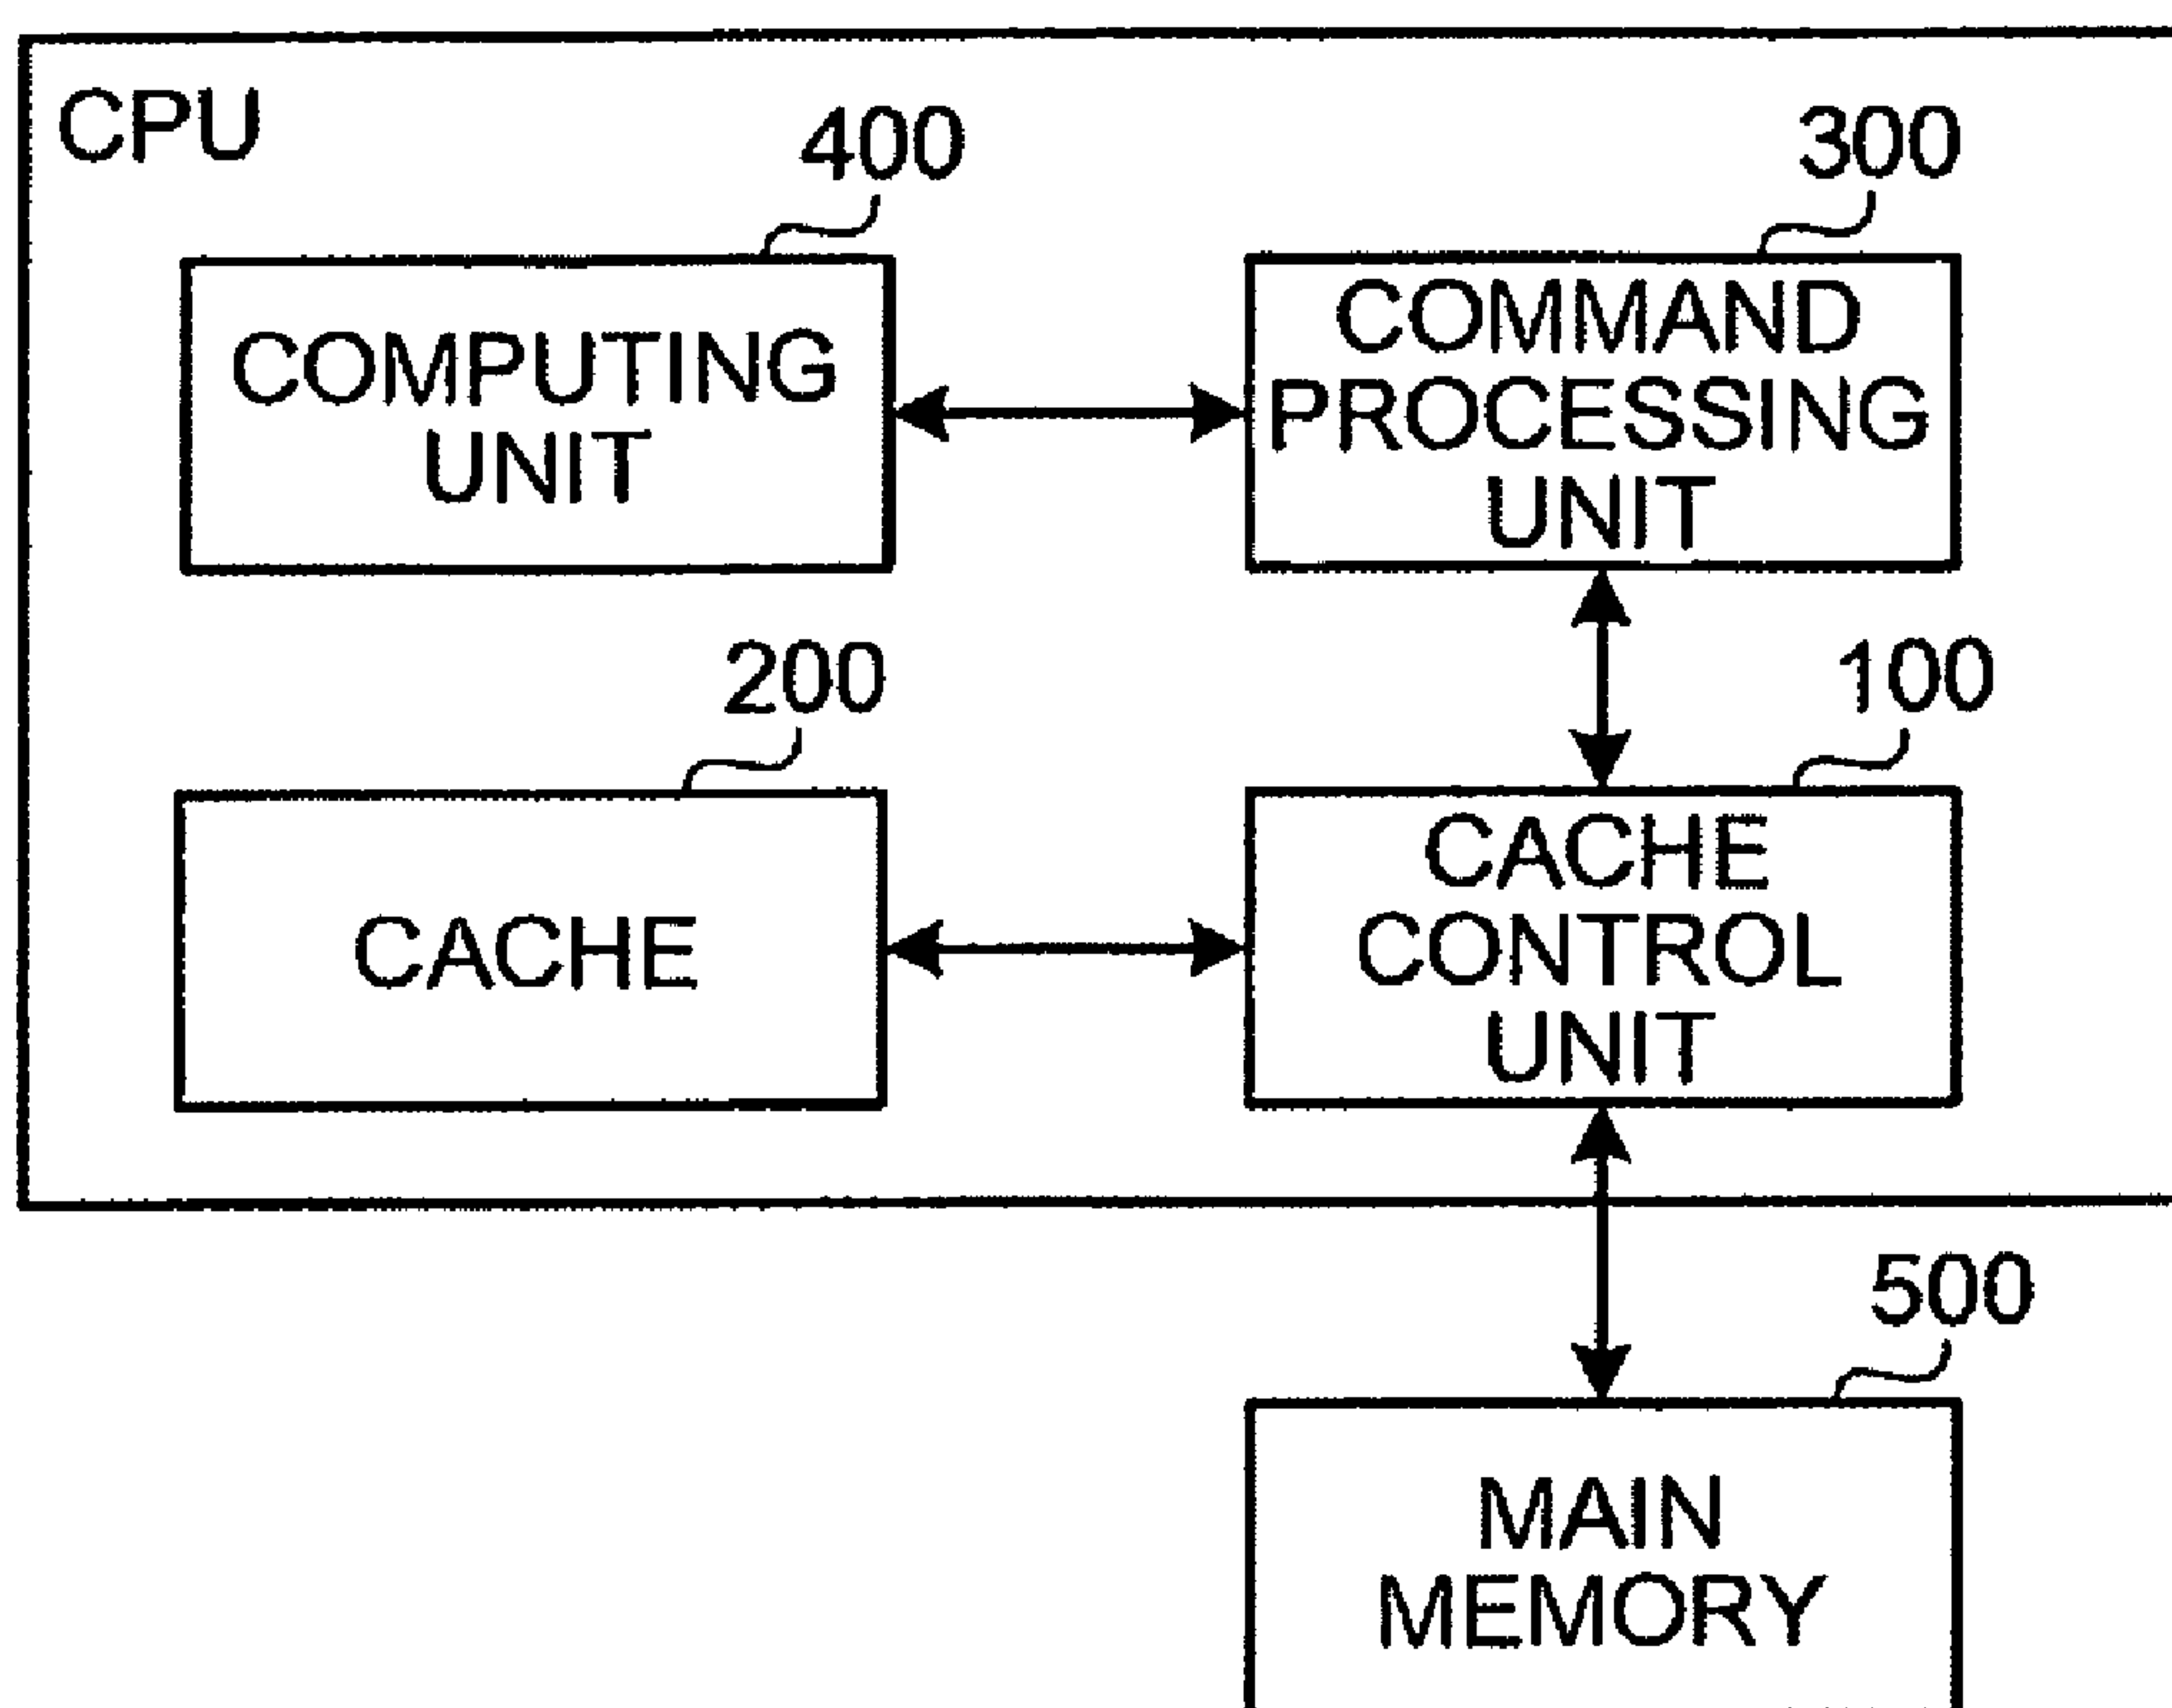 CPU
400
300
COMPUTING
UNIT
COMMAND
PROCESSING
UNIT
200
100
CACHE
CACHE
CONTROL
UNIT
500
MAIN
MEMORY